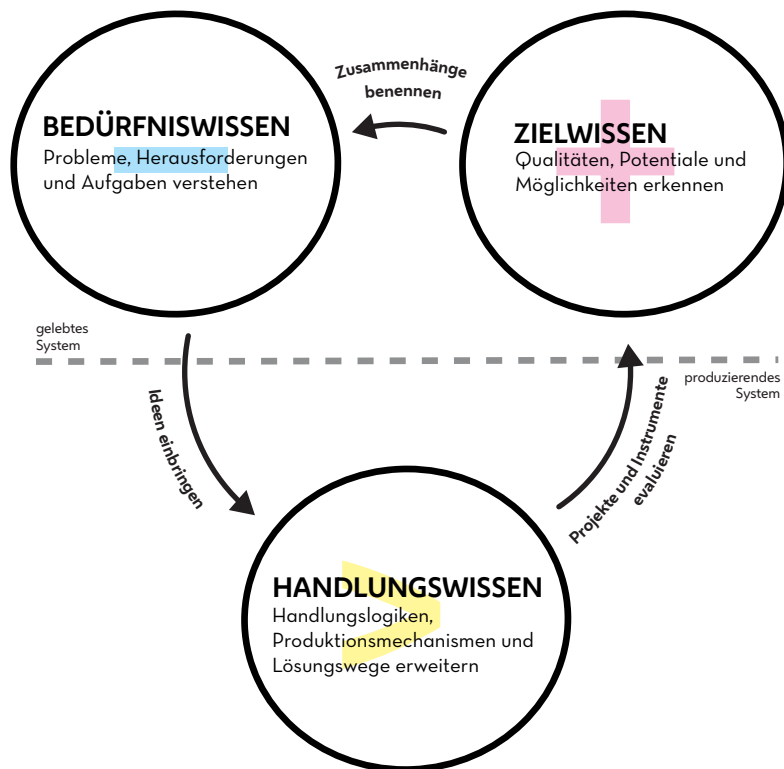 Zusammenhänge
benennen
BEDÜRFNISWISSEN
Probleme, Herausforderungen
und Aufgaben verstehen
ZIELWISSEN
Qualitäten, Potentiale und
Möglichkeiten erkennen
gelebtes
System
produzierendes
System
Ideen einbringen
Projekte und Instrumente
evaluieren
HANDLUNGSWISSEN
Handlungslogiken,
Produktionsmechanismen und
Lösungswege erweitern